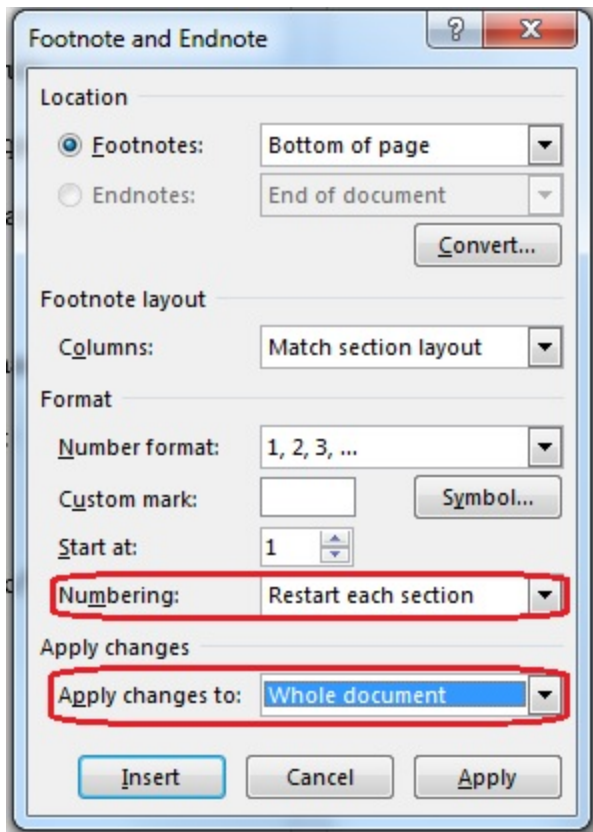 Footnote and Endnote
?
Location
Footnotes: Bottom of page
Endnotes: End of document
Convert...
Footnote layout
Columns: Match section layout
Format
Number format: 1, 2, 3, ...
Custom mark: Symbol...
Start at: 1
Numbering: Restart each section
Apply changes
Apply changes to: Whole document
Insert Cancel Apply